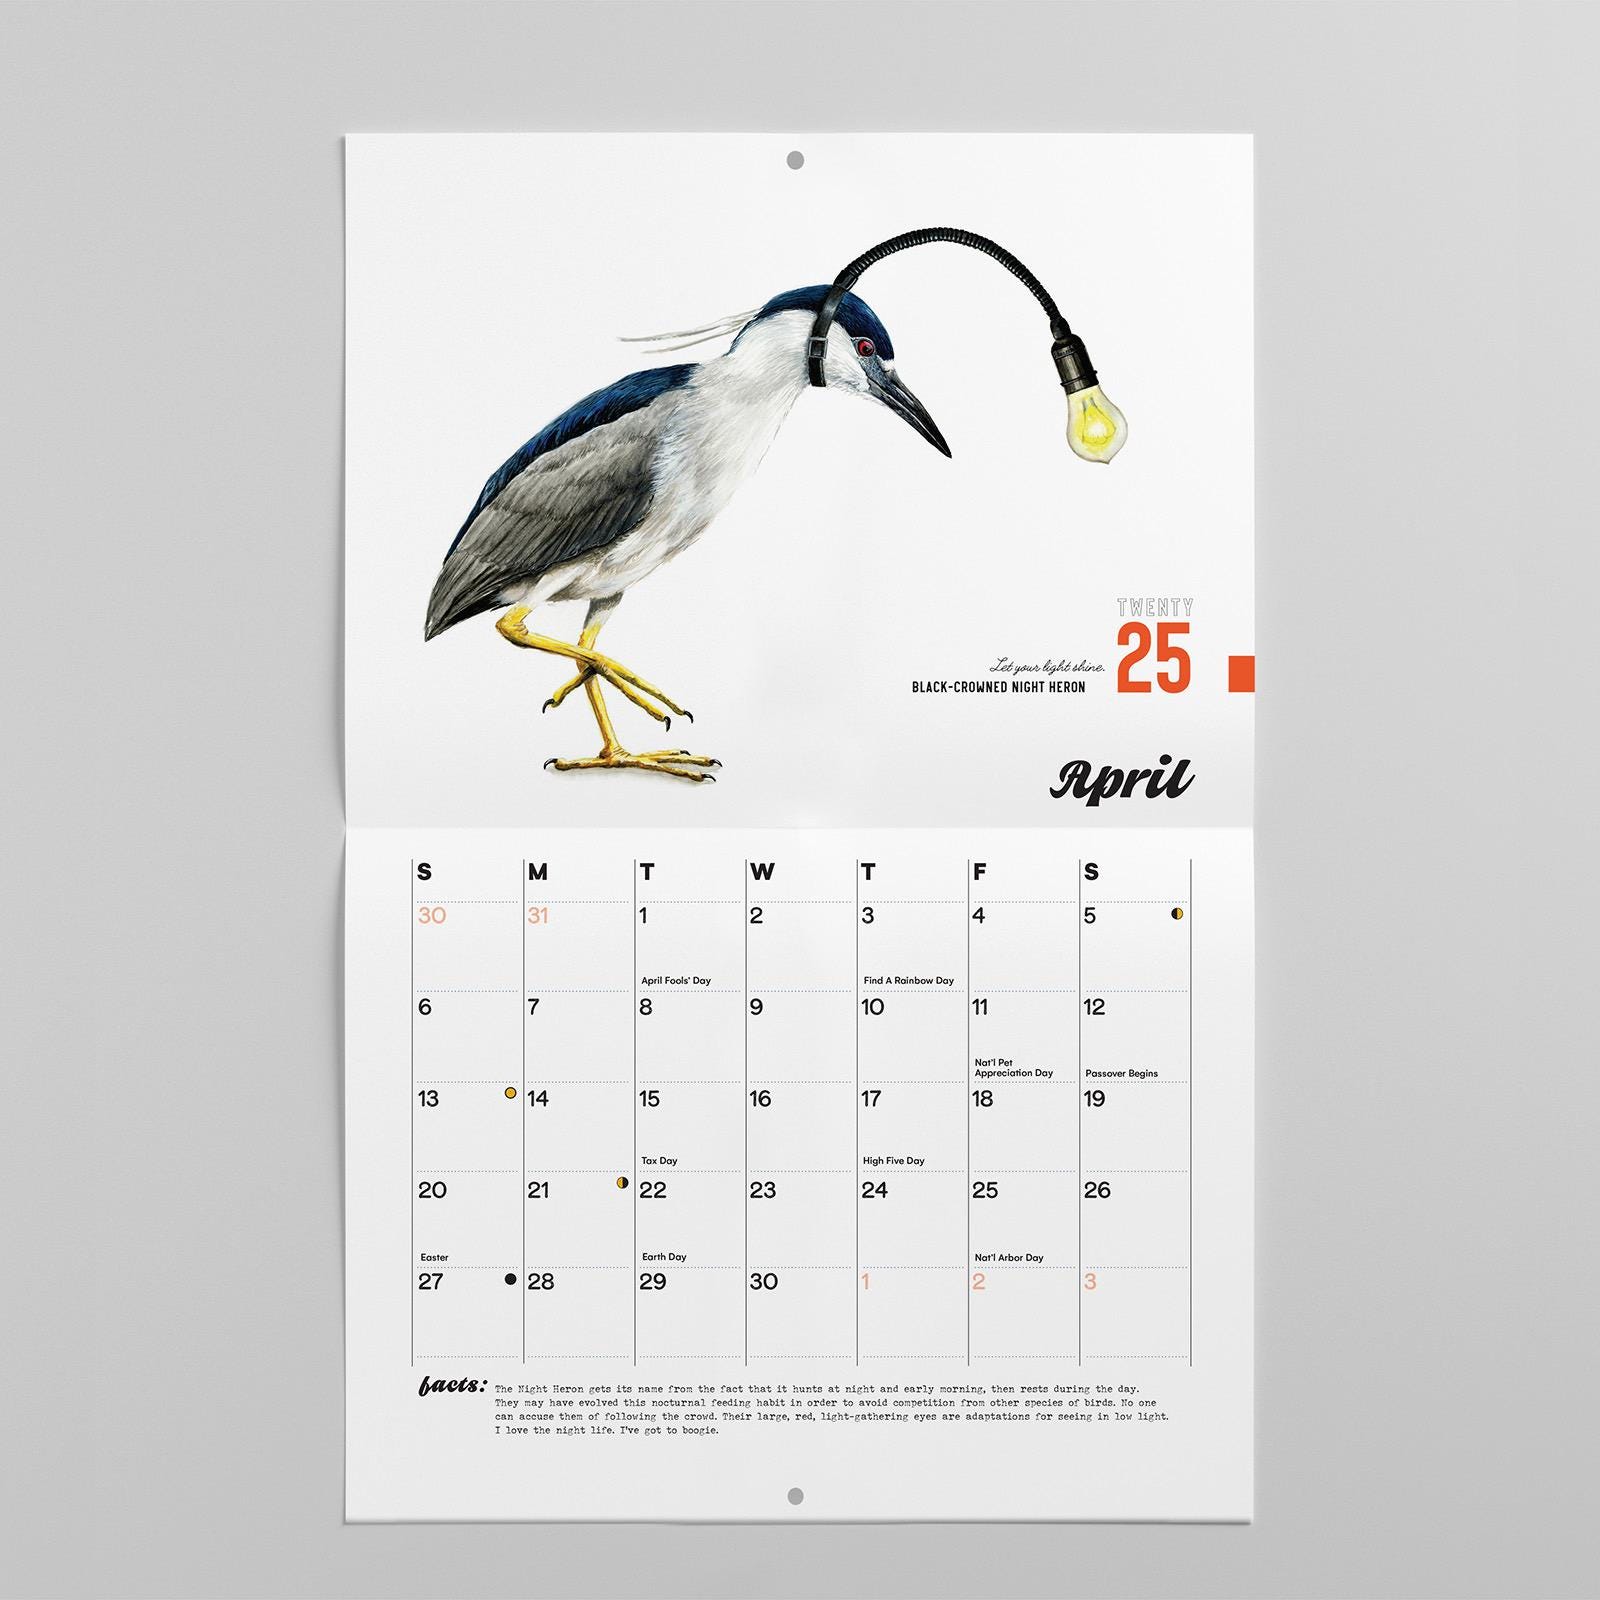 TWENTY
25
Let your light shine.
BLACK-CROWNED NIGHT HERON
April
S M T W T F S
30 31 1 2 3 4 5
April Fools' Day Find A Rainbow Day
6 7 8 9 10 11 12
Nat'l Pet
Appreciation Day Passover Begins
13 14 15 16 17 18 19
Tax Day High Five Day
20 21 22 23 24 25 26
Easter Earth Day Nat'l Arbor Day
27 28 29 30 1 2 3
facts: The Night Heron gets its name from the fact that it hunts at night and early morning, then rests during the day.
They may have evolved this nocturnal feeding habit in order to avoid competition from other species of birds. No one
can accuse them of following the crowd. Their large, red, light-gathering eyes are adaptations for seeing in low light.
I love the night life. I've got to boogie.